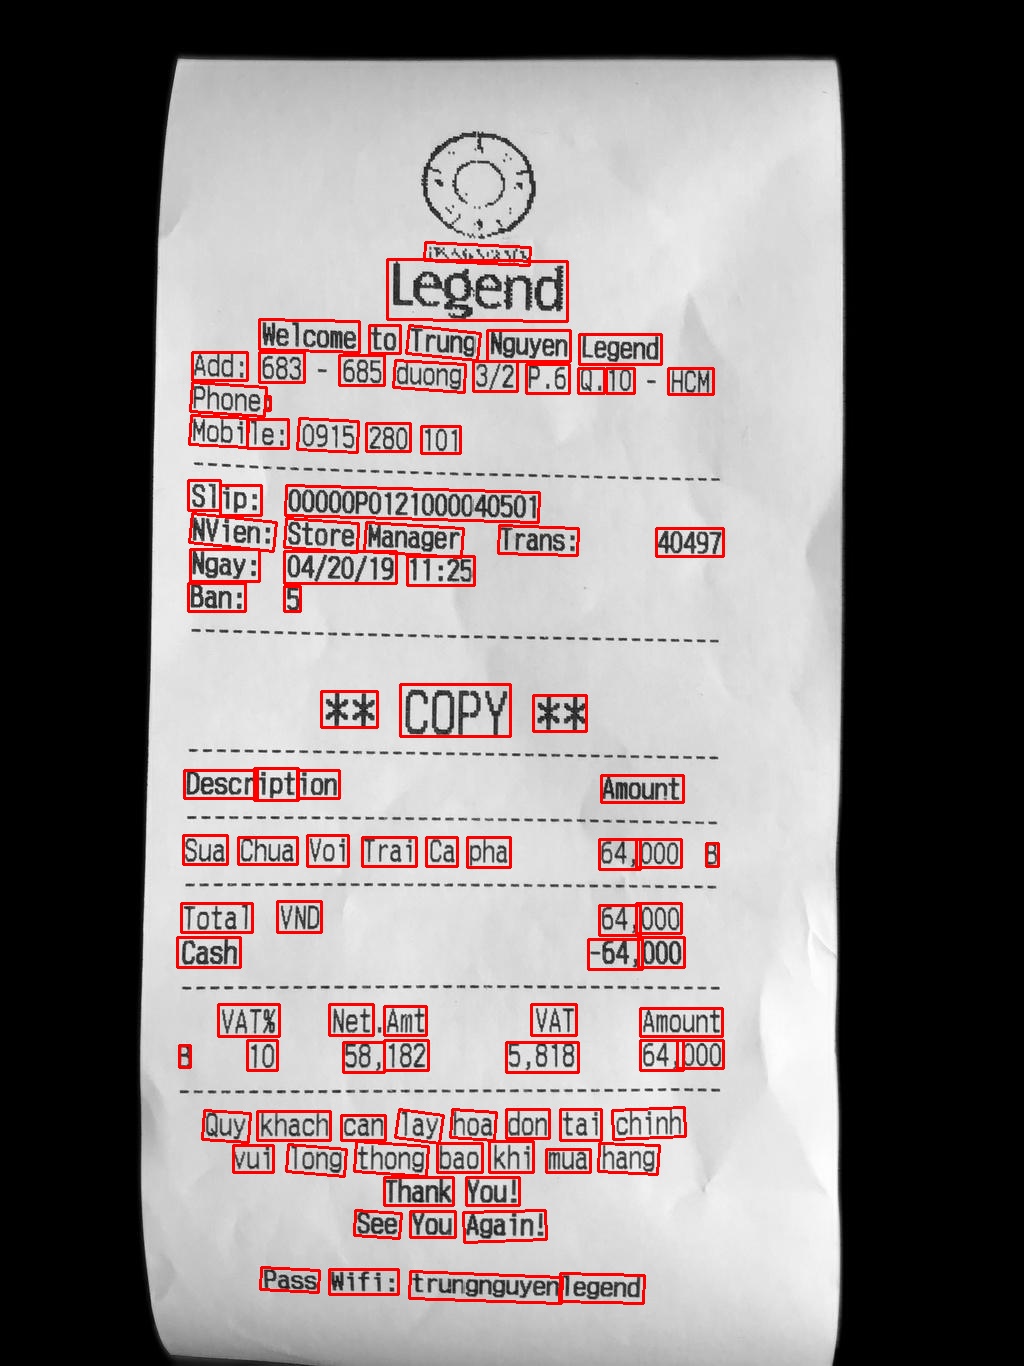 Legend
Welcome to Trung Nguyen Legend
Add: 683 - 685 duong 3/2 P.6 Q.10 - HCM
Phone:
Mobile: 0915 280 101
Slip: 00000P0121000040501
NVien: Store Manager Trans: 40497
Ngay: 04/20/19 11:25
Ban: 5
** COPY **
Description Amount
Sua Chua Voi Trai Ca pha 64,000 B
Total VND 64,000
Cash -64,000
VAT% Net.Amt VAT Amount
B 10 58,182 5,818 64,000
Quy khach can lay hoa don tai chinh
vui long thong bao khi mua hang
Thank You!
See You Again!
Pass Wifi: trungnguyenlegend